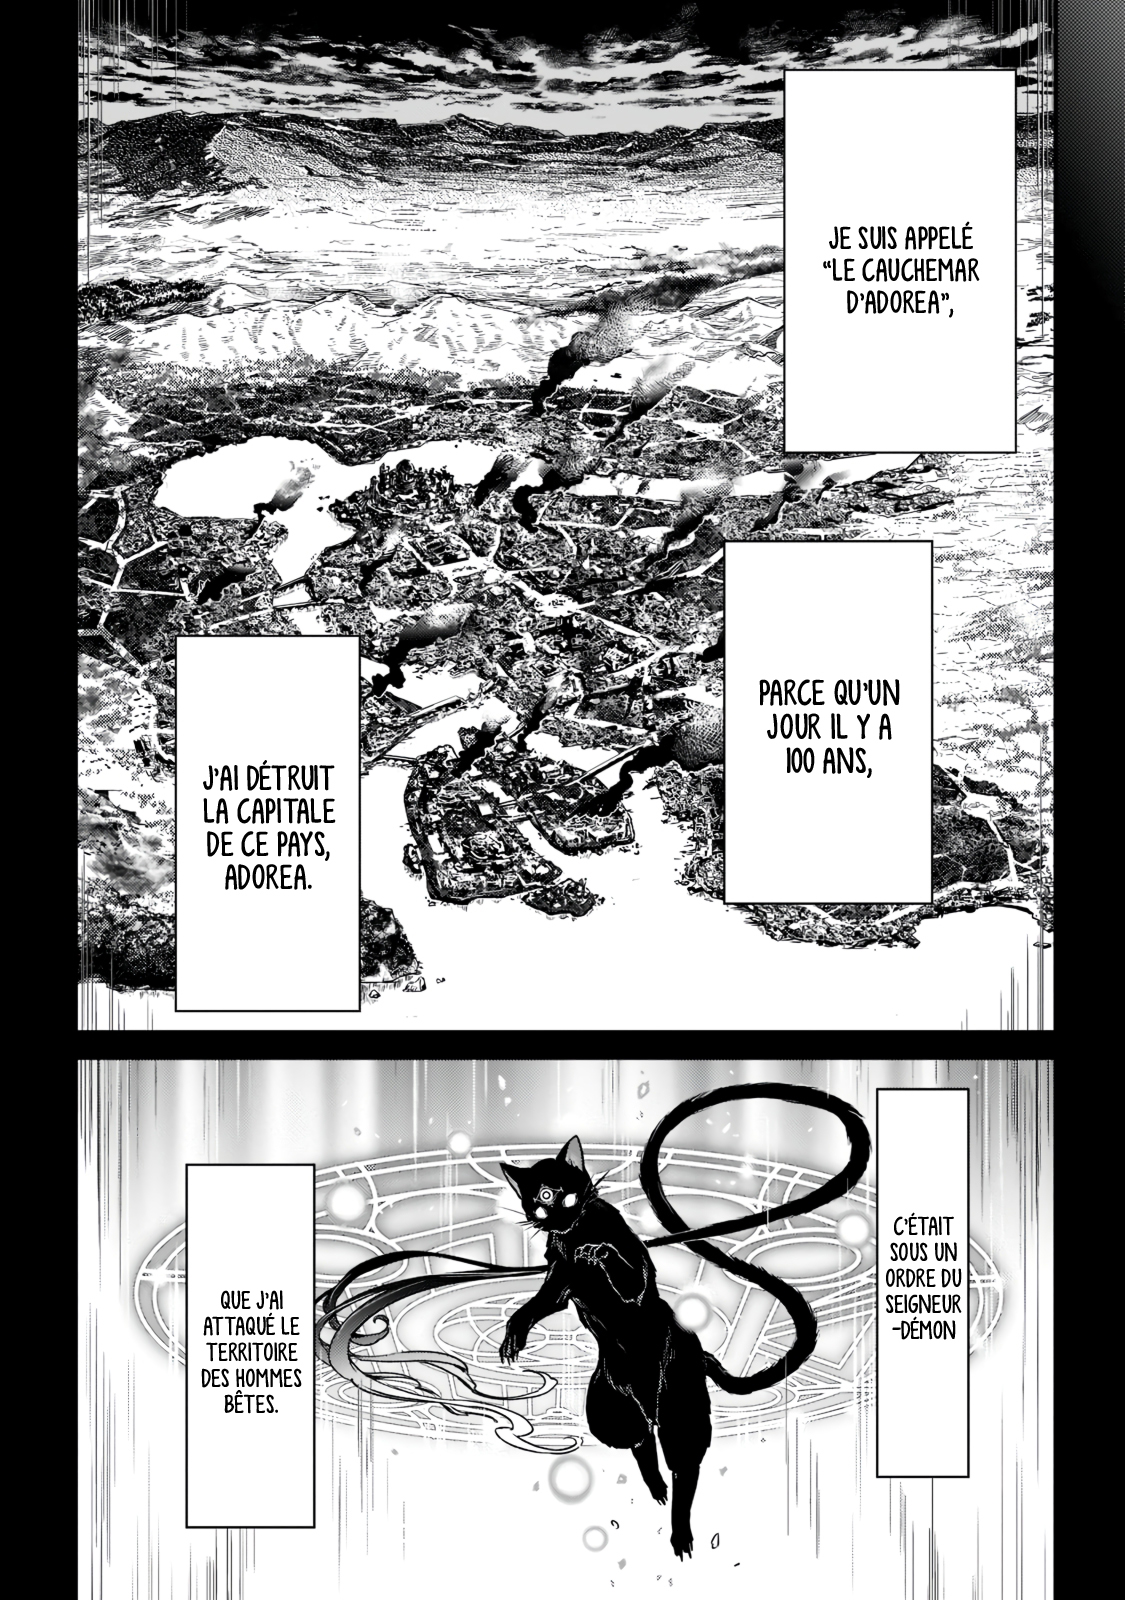 JE SUIS APPELÉ
"LE CAUCHEMAR
D'ADOREA",
PARCE QU'UN
JOUR IL Y A
100 ANS,
J'AI DÉTRUIT
LA CAPITALE
DE CE PAYS,
ADOREA.
C'ÉTAIT
SOUS UN
ORDRE DU
SEIGNEUR
-DÉMON
QUE J'AI
ATTAQUÉ LE
TERRITOIRE
DES HOMMES
BÊTES.